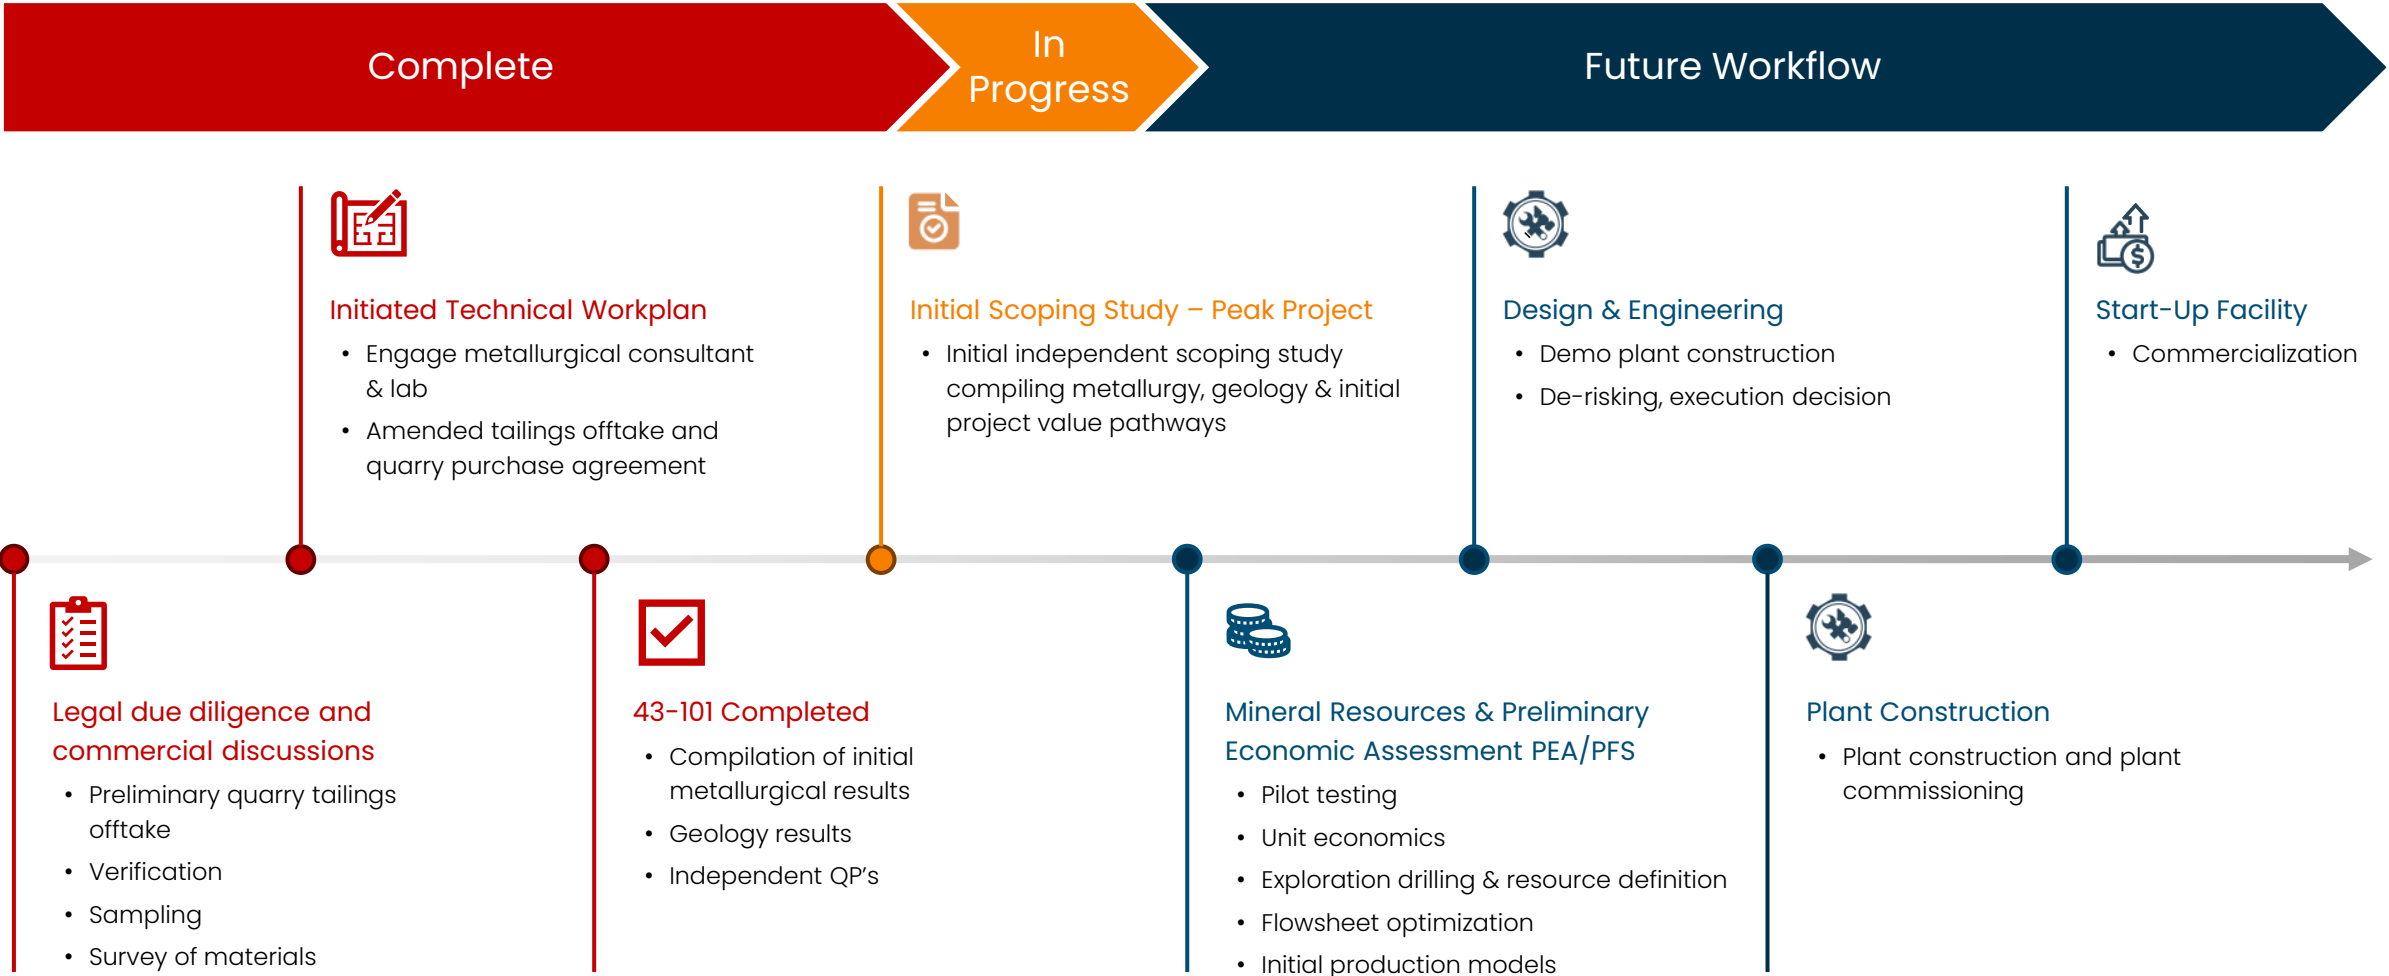 Complete
In
Progress
Future Workflow
Initiated Technical Workplan
• Engage metallurgical consultant
& lab
• Amended tailings offtake and
quarry purchase agreement
Initial Scoping Study – Peak Project
• Initial independent scoping study
compiling metallurgy, geology & initial
project value pathways
Design & Engineering
• Demo plant construction
• De-risking, execution decision
Start-Up Facility
• Commercialization
Legal due diligence and
commercial discussions
• Preliminary quarry tailings
offtake
• Verification
• Sampling
• Survey of materials
43-101 Completed
• Compilation of initial
metallurgical results
• Geology results
• Independent QP’s
Mineral Resources & Preliminary
Economic Assessment PEA/PFS
• Pilot testing
• Unit economics
• Exploration drilling & resource definition
• Flowsheet optimization
• Initial production models
Plant Construction
• Plant construction and plant
commissioning